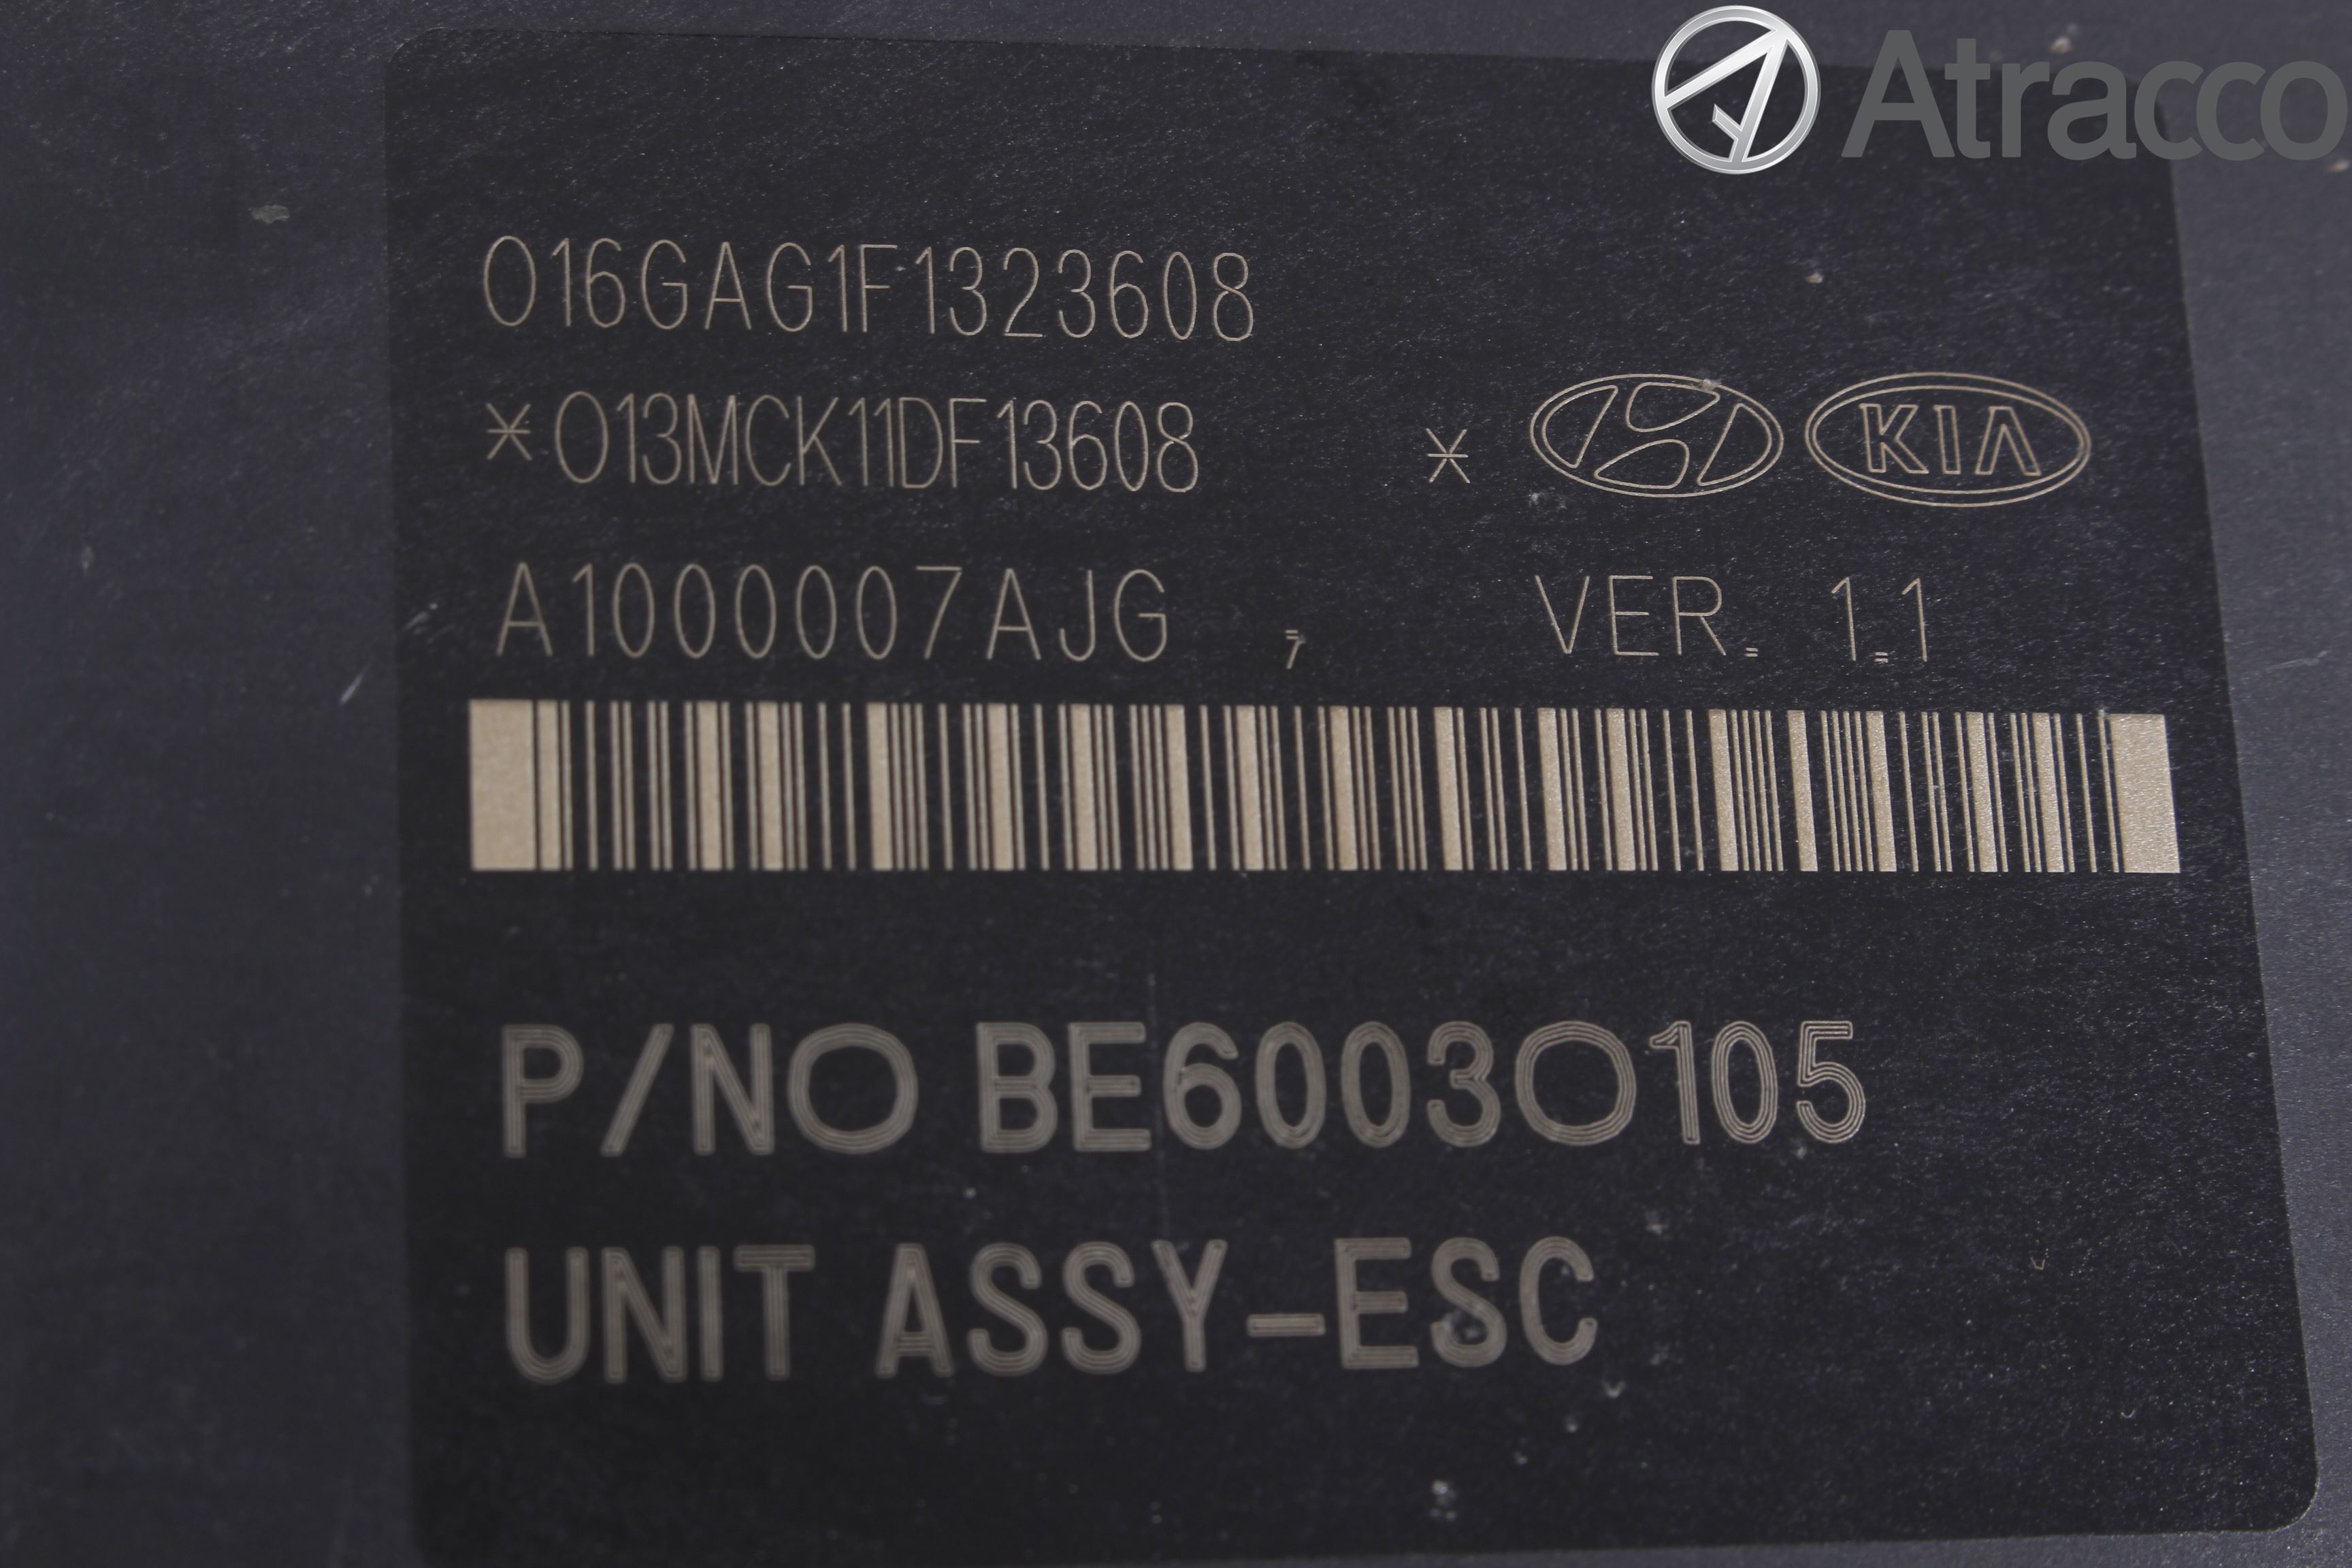 Atracco
O16GAG1F1323608
*O13MCK11DF13608 * KIA
A1000007AJG , VER. 1.1
P/NO BE6003O105
UNIT ASSY-ESC